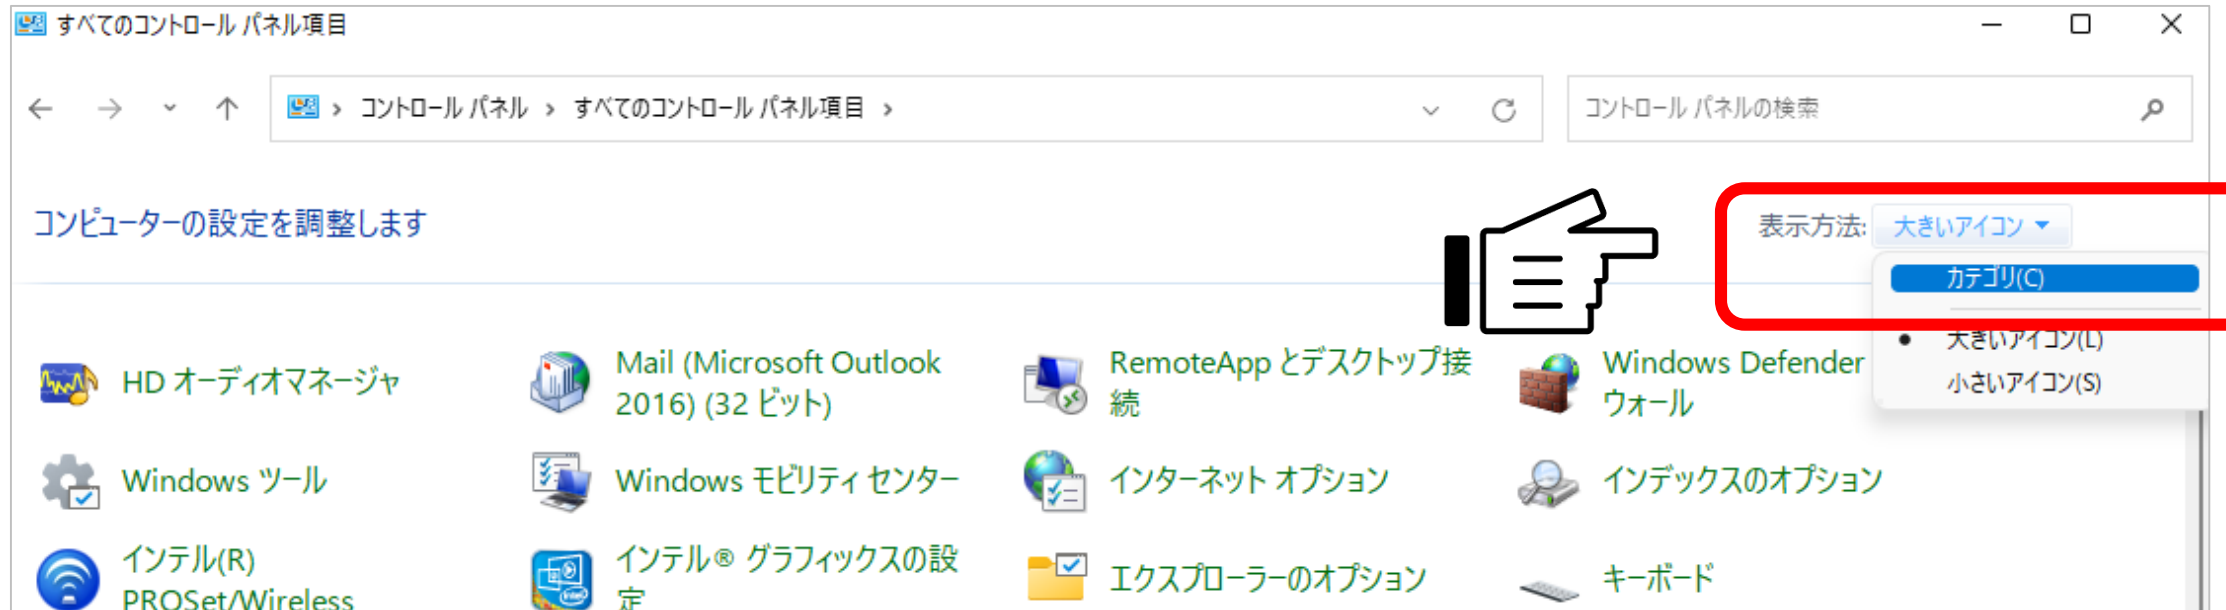 すべてのコントロール パネル項目
コントロール パネル > すべてのコントロール パネル項目 >
コントロール パネルの検索
コンピューターの設定を調整します
表示方法: 大きいアイコン
カテゴリ(C)
大きいアイコン(L)
小さいアイコン(S)
HD オーディオマネージャ
Mail (Microsoft Outlook
2016) (32 ビット)
RemoteApp とデスクトップ接
続
Windows Defender
ウォール
Windows ツール
Windows モビリティ センター
インターネット オプション
インデックスのオプション
インテル(R)
PROSet/Wireless
インテル® グラフィックスの設
定
エクスプローラーのオプション
キーボード